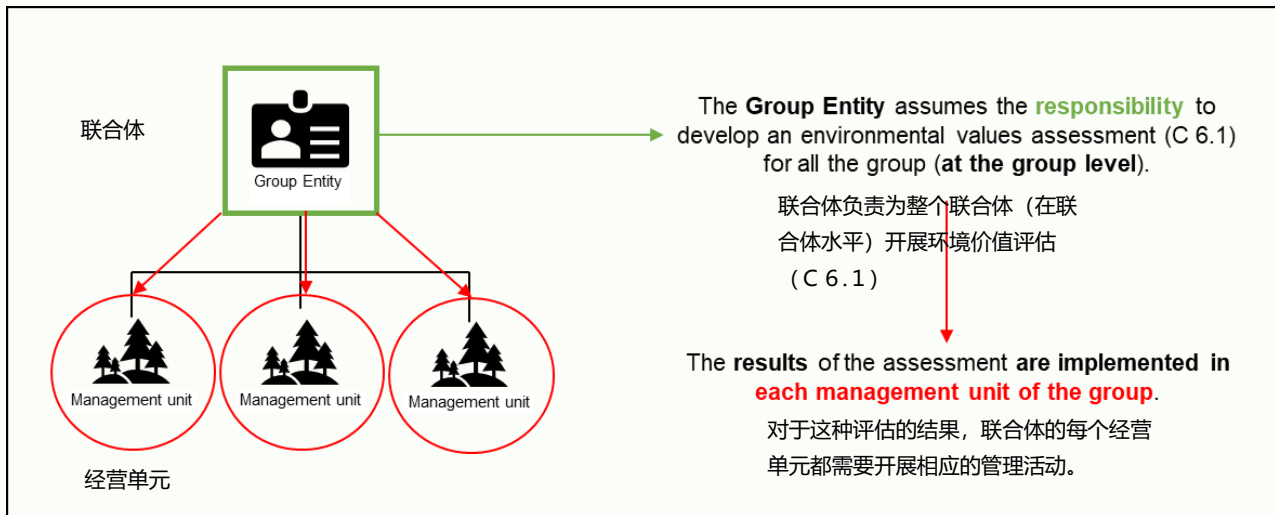 联合体
Group Entity
Management unit
Management unit
Management unit
经营单元
The Group Entity assumes the responsibility to
develop an environmental values assessment (C 6.1)
for all the group (at the group level).
联合体负责为整个联合体（在联
合体水平）开展环境价值评估
（C 6.1）
The results of the assessment are implemented in
each management unit of the group.
对于这种评估的结果，联合体的每个经营
单元都需要开展相应的管理活动。